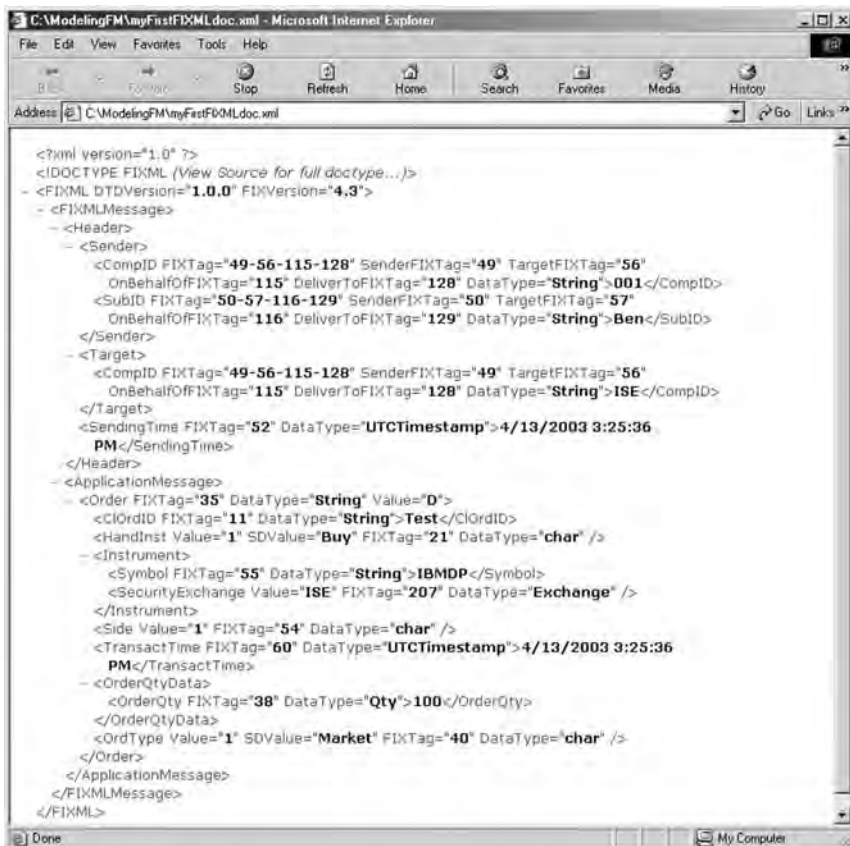 C:\ModelingFM\myFirstFIXMLdoc.xml - Microsoft Internet Explorer
File Edit View Favorites Tools Help
Back Forward Stop Refresh Home Search Favorites Media History »
Address C:\ModelingFM\myFirstFIXMLdoc.xml Go Links »
<?xml version="1.0" ?>
<!DOCTYPE FIXML (View Source for full doctype...)>
- <FIXML DTDVersion="1.0.0" FIXVersion="4.3">
- <FIXMLMessage>
- <Header>
- <Sender>
<CompID FIXTag="49-56-115-128" SenderFIXTag="49" TargetFIXTag="56"
OnBehalfOfFIXTag="115" DeliverToFIXTag="128" DataType="String">001</CompID>
<SubID FIXTag="50-57-116-129" SenderFIXTag="50" TargetFIXTag="57"
OnBehalfOfFIXTag="116" DeliverToFIXTag="129" DataType="String">Ben</SubID>
</Sender>
- <Target>
<CompID FIXTag="49-56-115-128" SenderFIXTag="49" TargetFIXTag="56"
OnBehalfOfFIXTag="115" DeliverToFIXTag="128" DataType="String">ISE</CompID>
</Target>
<SendingTime FIXTag="52" DataType="UTCTimestamp">4/13/2003 3:25:36
PM</SendingTime>
</Header>
- <ApplicationMessage>
- <Order FIXTag="35" DataType="String" Value="D">
<ClOrdID FIXTag="11" DataType="String">Test</ClOrdID>
<HandInst Value="1" SDValue="Buy" FIXTag="21" DataType="char" />
- <Instrument>
<Symbol FIXTag="55" DataType="String">IBMDP</Symbol>
<SecurityExchange Value="ISE" FIXTag="207" DataType="Exchange" />
</Instrument>
<Side Value="1" FIXTag="54" DataType="char" />
<TransactTime FIXTag="60" DataType="UTCTimestamp">4/13/2003 3:25:36
PM</TransactTime>
- <OrderQtyData>
<OrderQty FIXTag="38" DataType="Qty">100</OrderQty>
</OrderQtyData>
<OrdType Value="1" SDValue="Market" FIXTag="40" DataType="char" />
</Order>
</ApplicationMessage>
</FIXMLMessage>
</FIXML>
Done My Computer